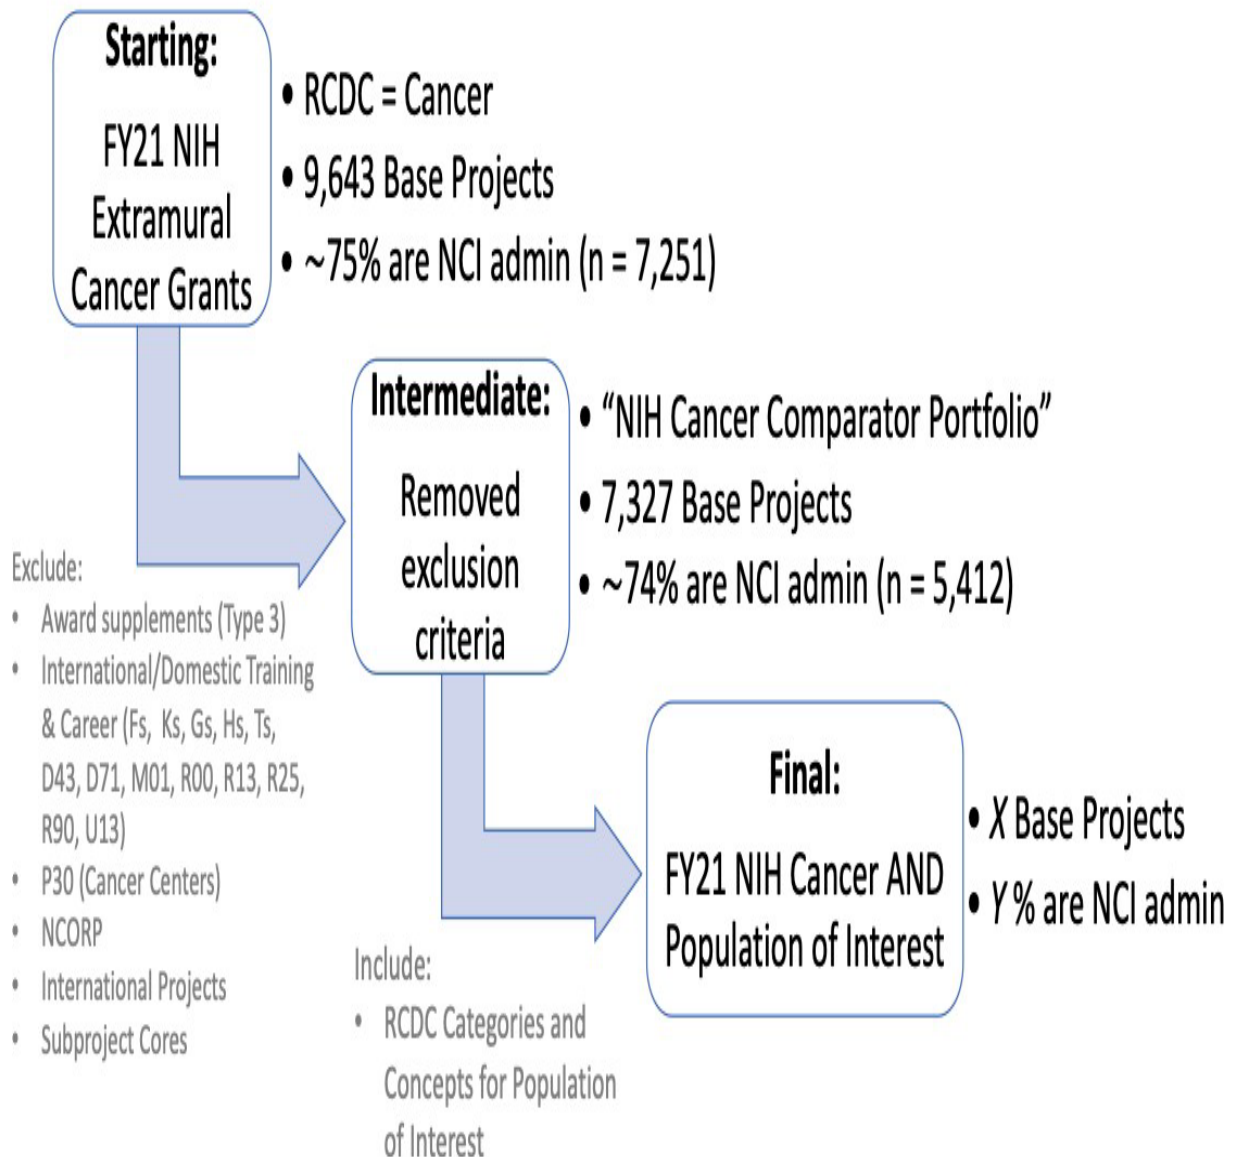 Starting:
FY21 NIH
Extramural
Cancer Grants
• RCDC = Cancer
• 9,643 Base Projects
• ~75% are NCI admin (n = 7,251)
Intermediate:
Removed
exclusion
criteria
• “NIH Cancer Comparator Portfolio”
• 7,327 Base Projects
• ~74% are NCI admin (n = 5,412)
Exclude:
• Award supplements (Type 3)
• International/Domestic Training
& Career (Fs, Ks, Gs, Hs, Ts,
D43, D71, M01, R00, R13, R25,
R90, U13)
• P30 (Cancer Centers)
• NCORP
• International Projects
• Subproject Cores
Final:
FY21 NIH Cancer AND
Population of Interest
• X Base Projects
• Y % are NCI admin
Include:
• RCDC Categories and
Concepts for Population
of Interest